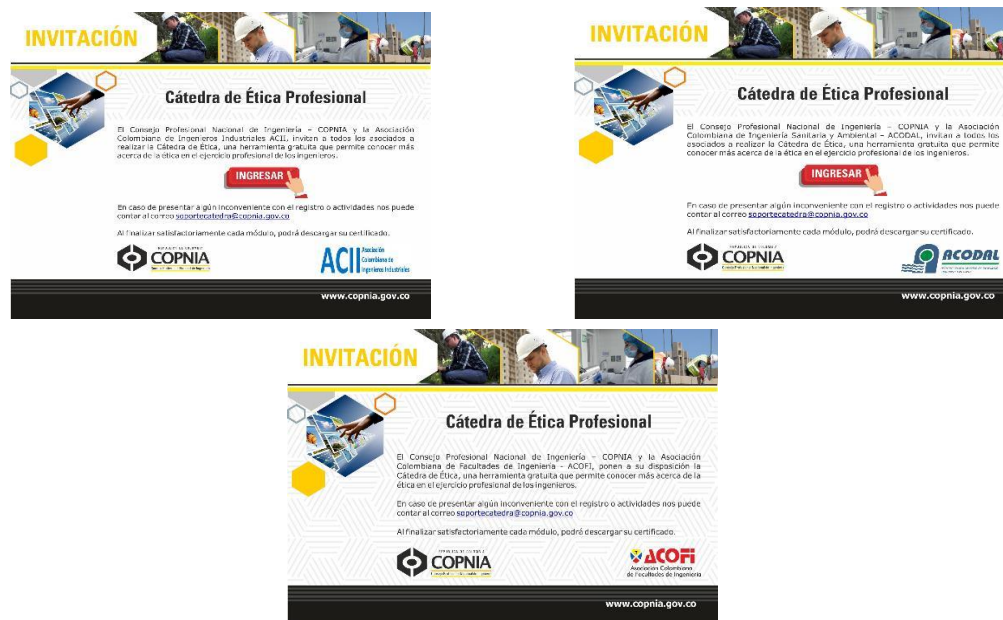 INVITACIÓN
Cátedra de Ética Profesional
El Consejo Profesional Nacional de Ingeniería – COPNIA y la Asociación
Colombiana de Ingenieros Industriales ACII, invitan a todos los asociados a
realizar la Cátedra de Ética, una herramienta gratuita que permite conocer más
acerca de la ética en el ejercicio profesional de los ingenieros.
INGRESAR
En caso de presentar algún inconveniente con el registro o actividades nos puede
contar al correo soportecatedra@copnia.gov.co
Al finalizar satisfactoriamente cada módulo, podrá descargar su certificado.
COPNIA
ACII
Asociación
Colombiana de
Ingenieros Industriales
www.copnia.gov.co
INVITACIÓN
Cátedra de Ética Profesional
El Consejo Profesional Nacional de Ingeniería – COPNIA y la Asociación
Colombiana de Ingeniería Sanitaria y Ambiental – ACODAL, invitan a todos los
asociados a realizar la Cátedra de Ética, una herramienta gratuita que permite
conocer más acerca de la ética en el ejercicio profesional de los ingenieros.
INGRESAR
En caso de presentar algún inconveniente con el registro o actividades nos puede
contar al correo soportecatedra@copnia.gov.co
Al finalizar satisfactoriamente cada módulo, podrá descargar su certificado.
COPNIA
ACODAL
www.copnia.gov.co
INVITACIÓN
Cátedra de Ética Profesional
El Consejo Profesional Nacional de Ingeniería – COPNIA y la Asociación
Colombiana de Facultades de Ingeniería - ACOFI, ponen a su disposición la
Cátedra de Ética, una herramienta gratuita que permite conocer más acerca de la
ética en el ejercicio profesional de los ingenieros.
En caso de presentar algún inconveniente con el registro o actividades nos puede
contar al correo soportecatedra@copnia.gov.co
Al finalizar satisfactoriamente cada módulo, podrá descargar su certificado.
COPNIA
ACOFI
Asociación Colombiana
de Facultades de Ingeniería
www.copnia.gov.co